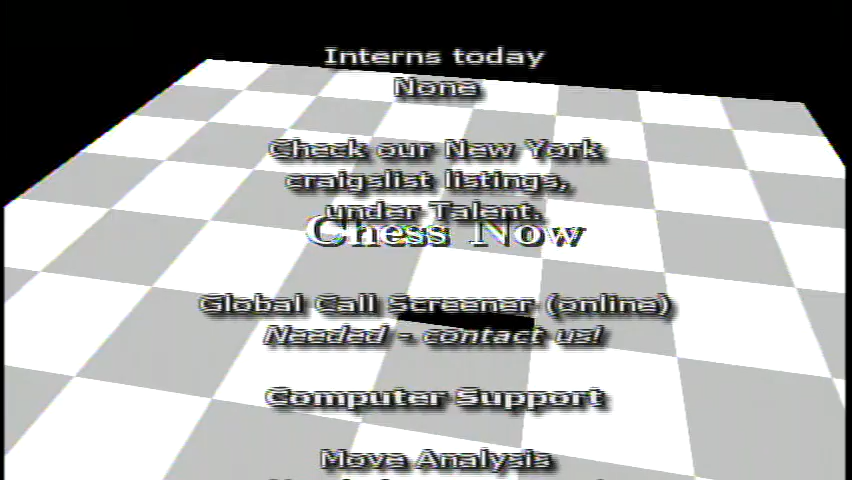 Interns today
None
Check our New York
craigslist listings,
under Talent.
Chess Now
Global Call Screener (online)
Needed - contact us!
Computer Support
Move Analysis